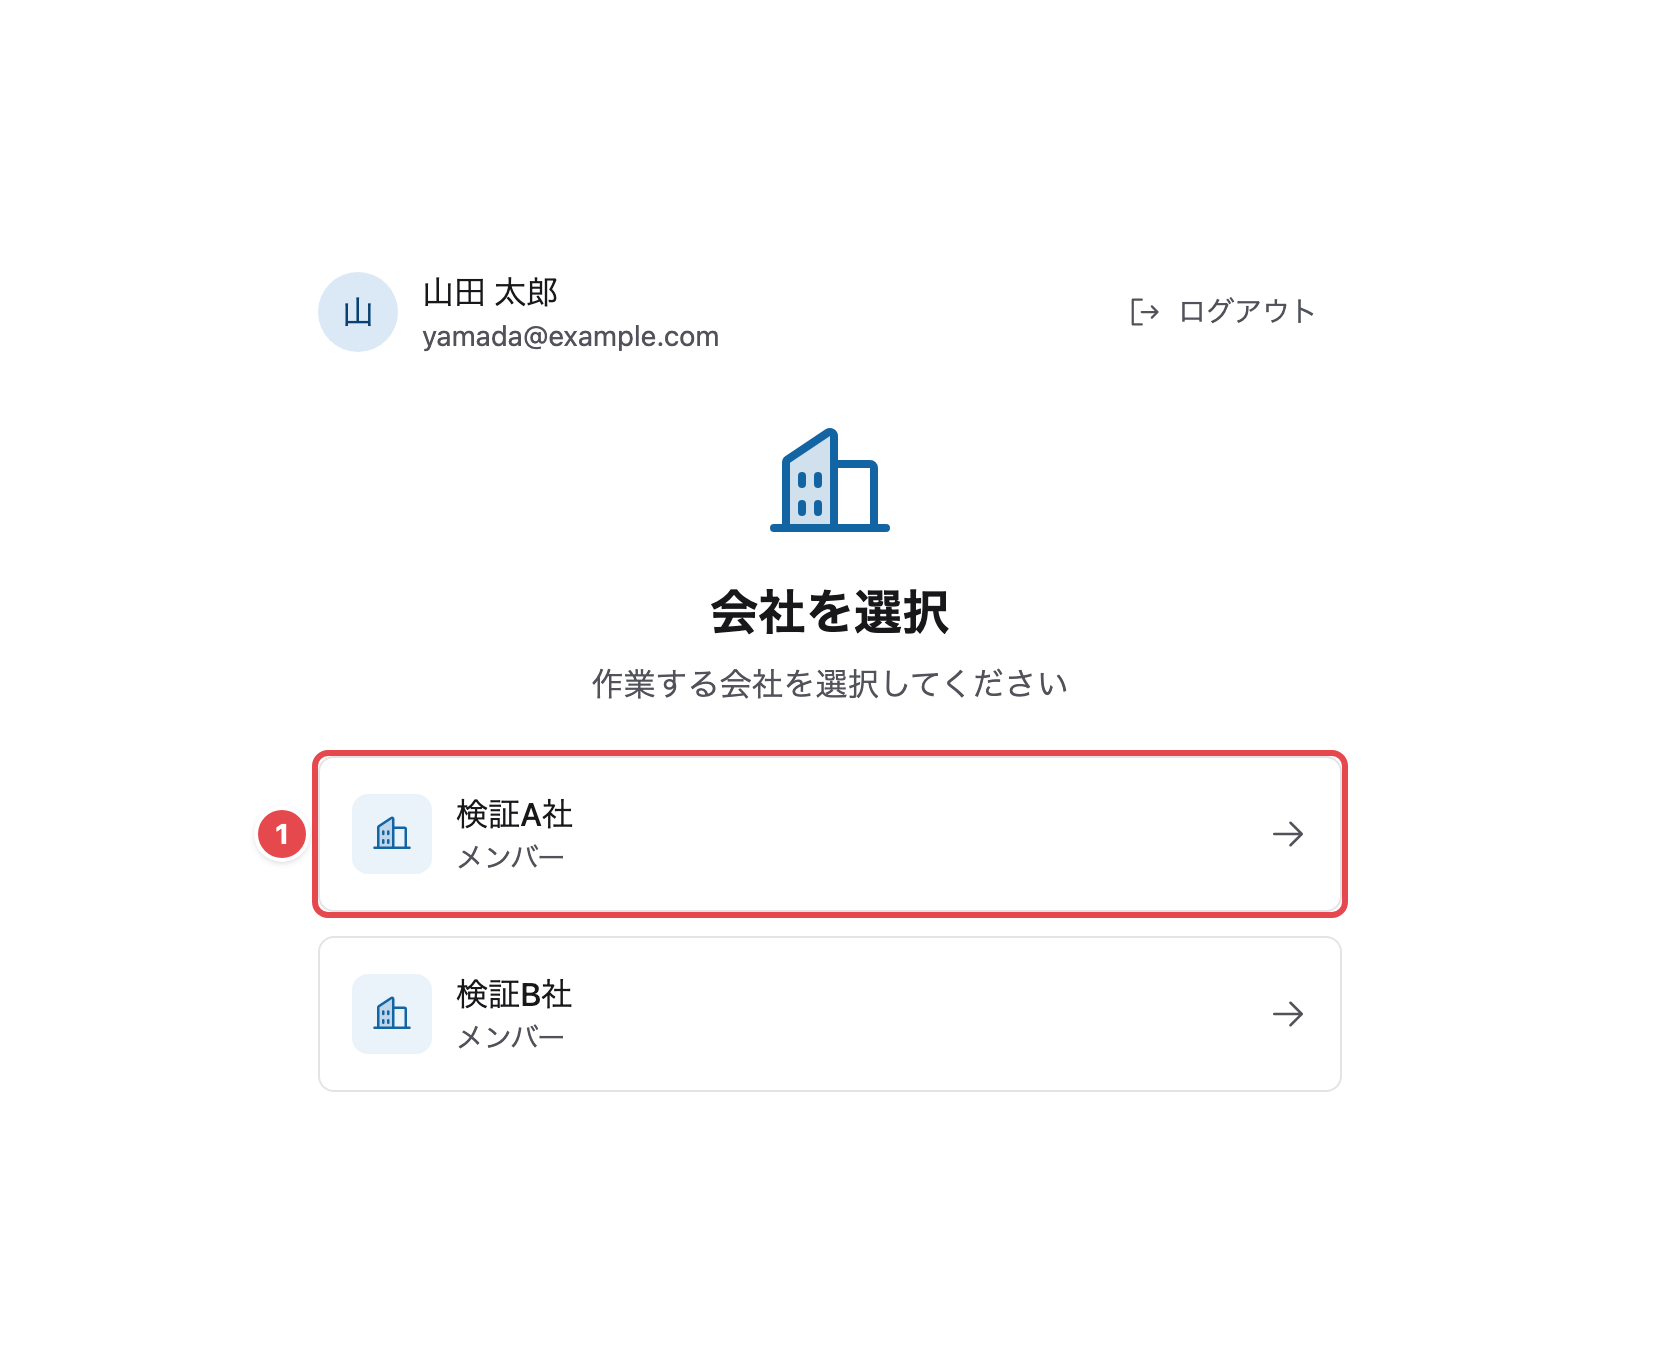 山
山田 太郎
yamada@example.com
ログアウト
会社を選択
作業する会社を選択してください
1
検証A社
メンバー
検証B社
メンバー